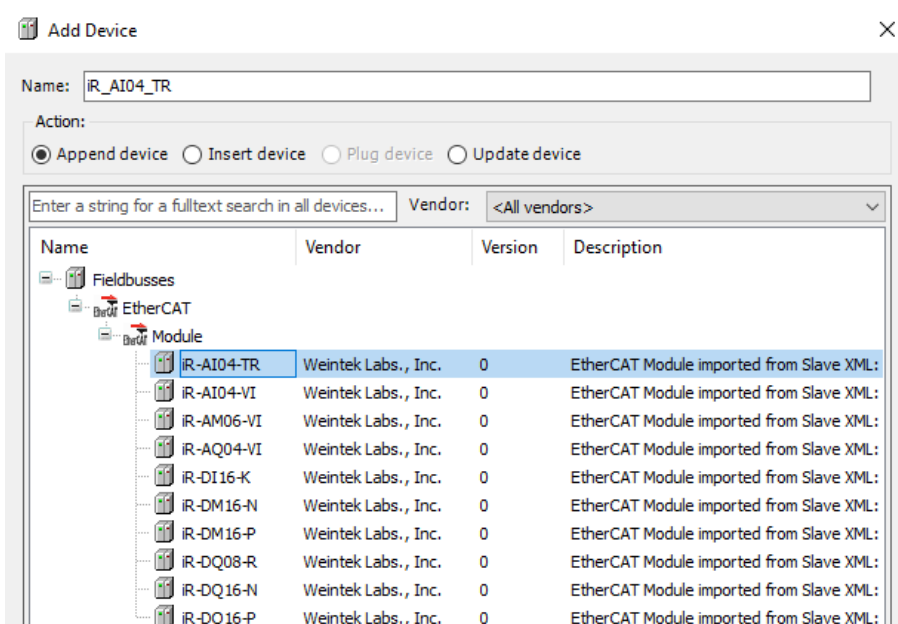 Add Device
Name: iR_AI04_TR
Action:
Append device Insert device Plug device Update device
Enter a string for a fulltext search in all devices... Vendor: <All vendors>
Name Vendor Version Description
Fieldbusses
EtherCAT EtherCAT
EtherCAT Module
iR-AI04-TR Weintek Labs., Inc. 0 EtherCAT Module imported from Slave XML:
iR-AI04-VI Weintek Labs., Inc. 0 EtherCAT Module imported from Slave XML:
iR-AM06-VI Weintek Labs., Inc. 0 EtherCAT Module imported from Slave XML:
iR-AQ04-VI Weintek Labs., Inc. 0 EtherCAT Module imported from Slave XML:
iR-DI16-K Weintek Labs., Inc. 0 EtherCAT Module imported from Slave XML:
iR-DM16-N Weintek Labs., Inc. 0 EtherCAT Module imported from Slave XML:
iR-DM16-P Weintek Labs., Inc. 0 EtherCAT Module imported from Slave XML:
iR-DQ08-R Weintek Labs., Inc. 0 EtherCAT Module imported from Slave XML:
iR-DQ16-N Weintek Labs., Inc. 0 EtherCAT Module imported from Slave XML:
iR-DQ16-P Weintek Labs., Inc. 0 EtherCAT Module imported from Slave XML: